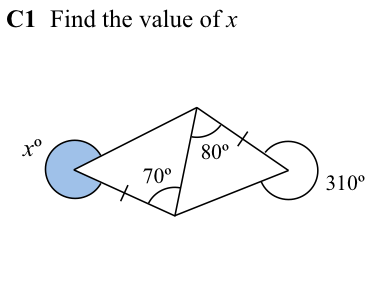 C1 Find the value of x
xº
80º
70º
310º